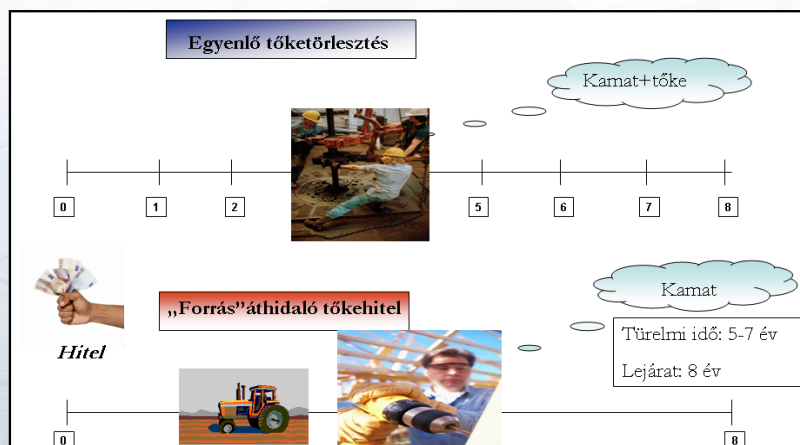 Egyenlő tőketörlesztés
Kamat+tőke
0 1 2 5 6 7 8
„Forrás”áthidaló tőkehitel
Kamat
Türelmi idő: 5-7 év
Lejárat: 8 év
Hitel
0 8